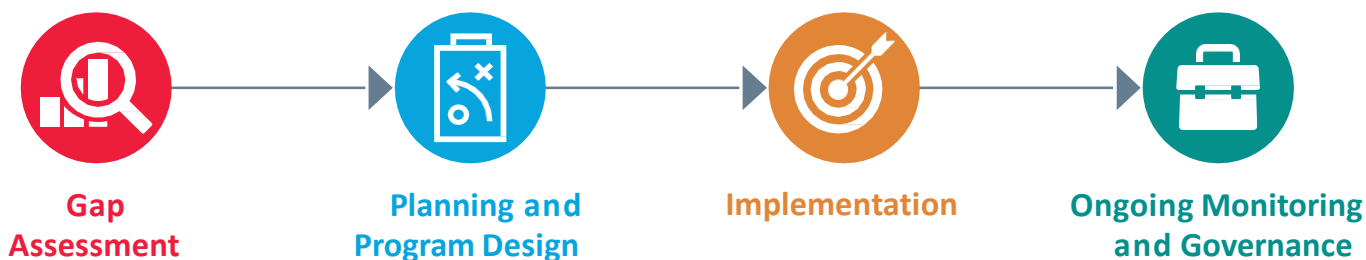 Gap
Assessment
Planning and
Program Design
Implementation
Ongoing Monitoring
and Governance